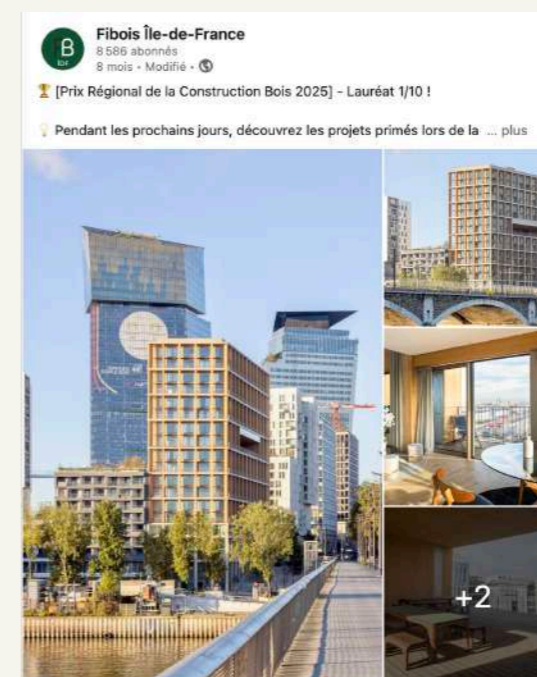 Fibois Île-de-France
8 586 abonnés
8 mois • Modifié •
🏆 [Prix Régional de la Construction Bois 2025] - Lauréat 1/10 !
💡 Pendant les prochains jours, découvrez les projets primés lors de la ... plus
B
+2